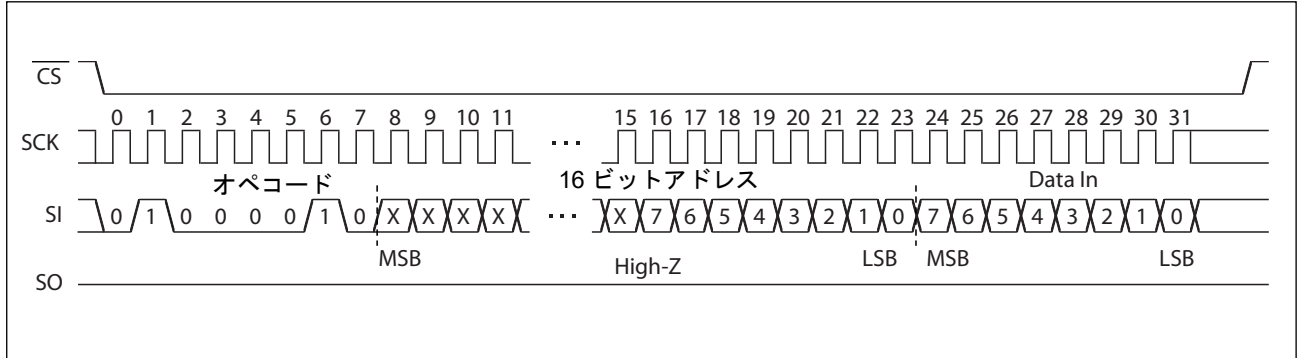 CS
0 1 2 3 4 5 6 7 8 9 10 11 15 16 17 18 19 20 21 22 23 24 25 26 27 28 29 30 31
SCK ...
オペコード 16 ビットアドレス Data In
SI 0 1 0 0 0 0 1 0 X X X X ... X 7 6 5 4 3 2 1 0 7 6 5 4 3 2 1 0
MSB High-Z LSB MSB LSB
SO